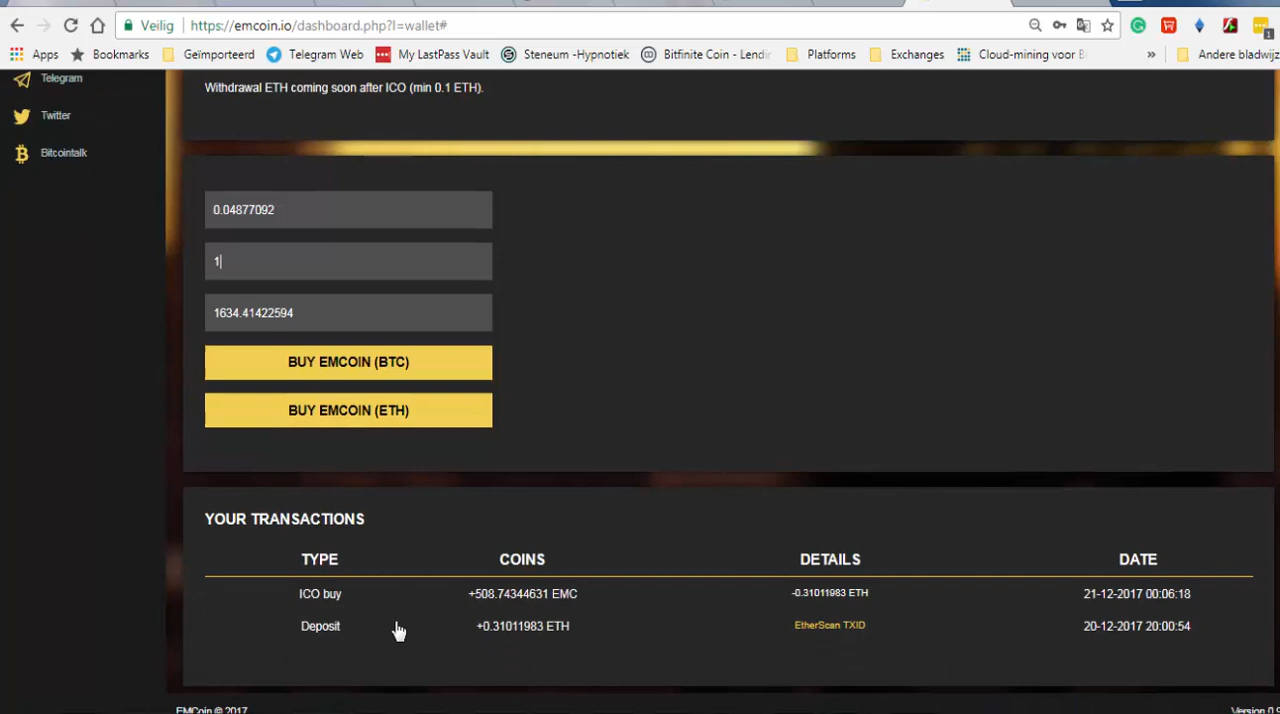 Veilig https://emcoin.io/dashboard.php?l=wallet#
Apps Bookmarks Geïmporteerd Telegram Web My LastPass Vault Steneum -Hypnotiek Bitfinite Coin - Lendi Platforms Exchanges Cloud-mining voor B » Andere bladwijz
Telegram
Twitter
Bitcointalk
Withdrawal ETH coming soon after ICO (min 0.1 ETH).
0.04877092
1
1634.41422594
BUY EMCOIN (BTC)
BUY EMCOIN (ETH)
YOUR TRANSACTIONS
TYPE COINS DETAILS DATE
ICO buy +508.74344631 EMC -0.31011983 ETH 21-12-2017 00:06:18
Deposit +0.31011983 ETH EtherScan TXID 20-12-2017 20:00:54
EMCoin © 2017